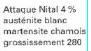 Attaque Nital 4 %
austénite blanc
martensite chamois
grossissement 280